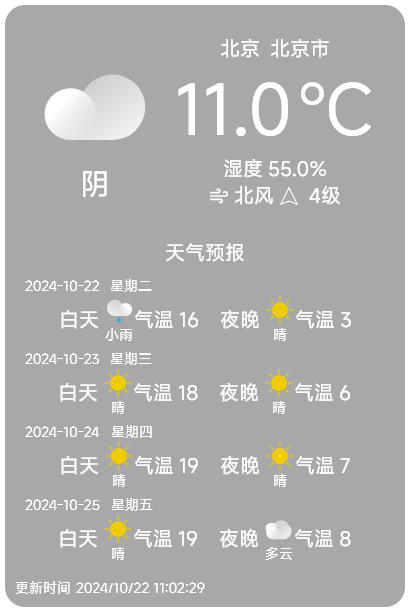 北京 北京市
11.0℃
阴
湿度 55.0%
北风 4级
天气预报
2024-10-22 星期二
白天 气温 16 夜晚 气温 3
小雨 晴
2024-10-23 星期三
白天 气温 18 夜晚 气温 6
晴 晴
2024-10-24 星期四
白天 气温 19 夜晚 气温 7
晴 晴
2024-10-25 星期五
白天 气温 19 夜晚 气温 8
晴 多云
更新时间 2024/10/22 11:02:29